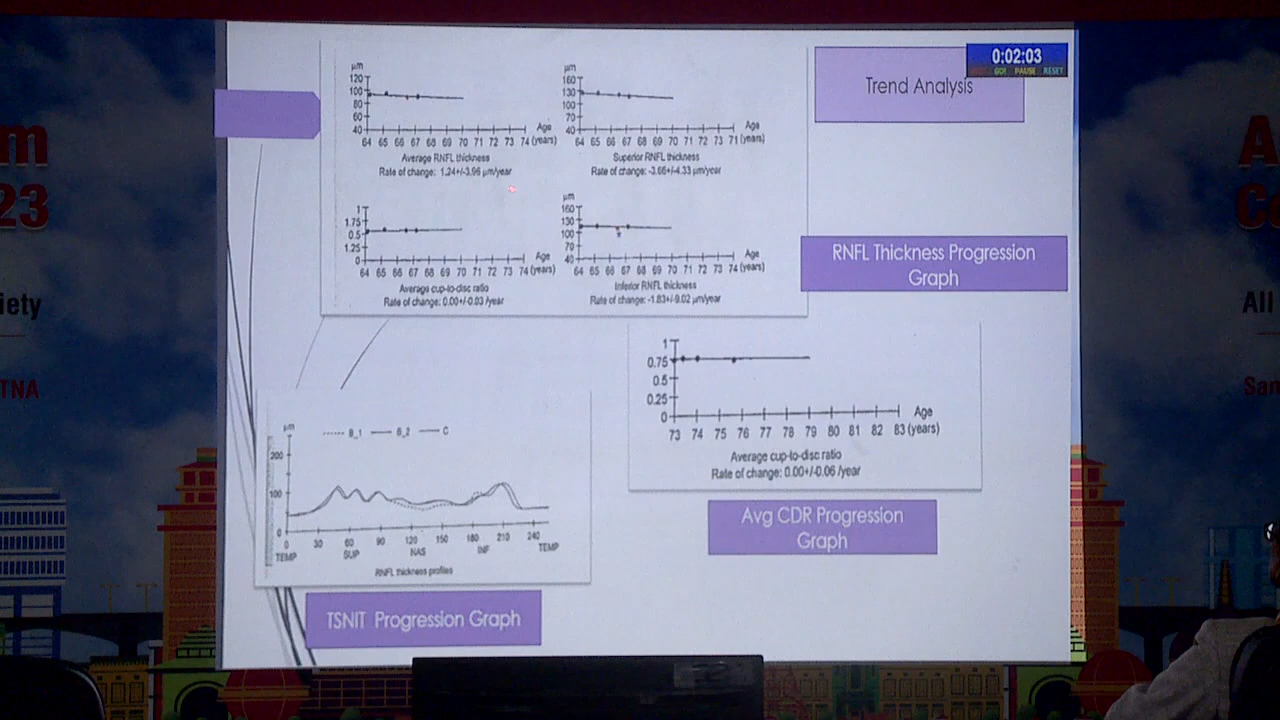 0:02:03
GO! PAUSE RESET
Trend Analysis
µm
120
100
80
60
40
64 65 66 67 68 69 70 71 72 73 74
Age
(years)
Average RNFL thickness
Rate of change: 1.24+/-3.96 µm/year
µm
160
130
100
70
40
64 65 66 67 68 69 70 71 72 73 71
Age
(years)
Superior RNFL thickness
Rate of change: -3.66+/-4.33 µm/year
1
1.75
0.5
1.25
0
64 65 66 67 68 69 70 71 72 73 74
Age
(years)
Average cup-to-disc ratio
Rate of change: 0.00+/-0.03 /year
µm
160
130
100
70
40
64 65 66 67 68 69 70 71 72 73 74
Age
(years)
Inferior RNFL thickness
Rate of change: -1.83+/-9.02 µm/year
RNFL Thickness Progression
Graph
1
0.75
0.5
0.25
0
73 74 75 76 77 78 79 80 81 82 83
Age
(years)
Average cup-to-disc ratio
Rate of change: 0.00+/-0.06 /year
Avg CDR Progression
Graph
µm
B_1 B_2 C
200
100
0
0 30 60 90 120 150 180 210 240
TEMP SUP NAS INF TEMP
RNFL thickness profiles
TSNIT Progression Graph
m
23
iety
TNA
A
Co
All
San